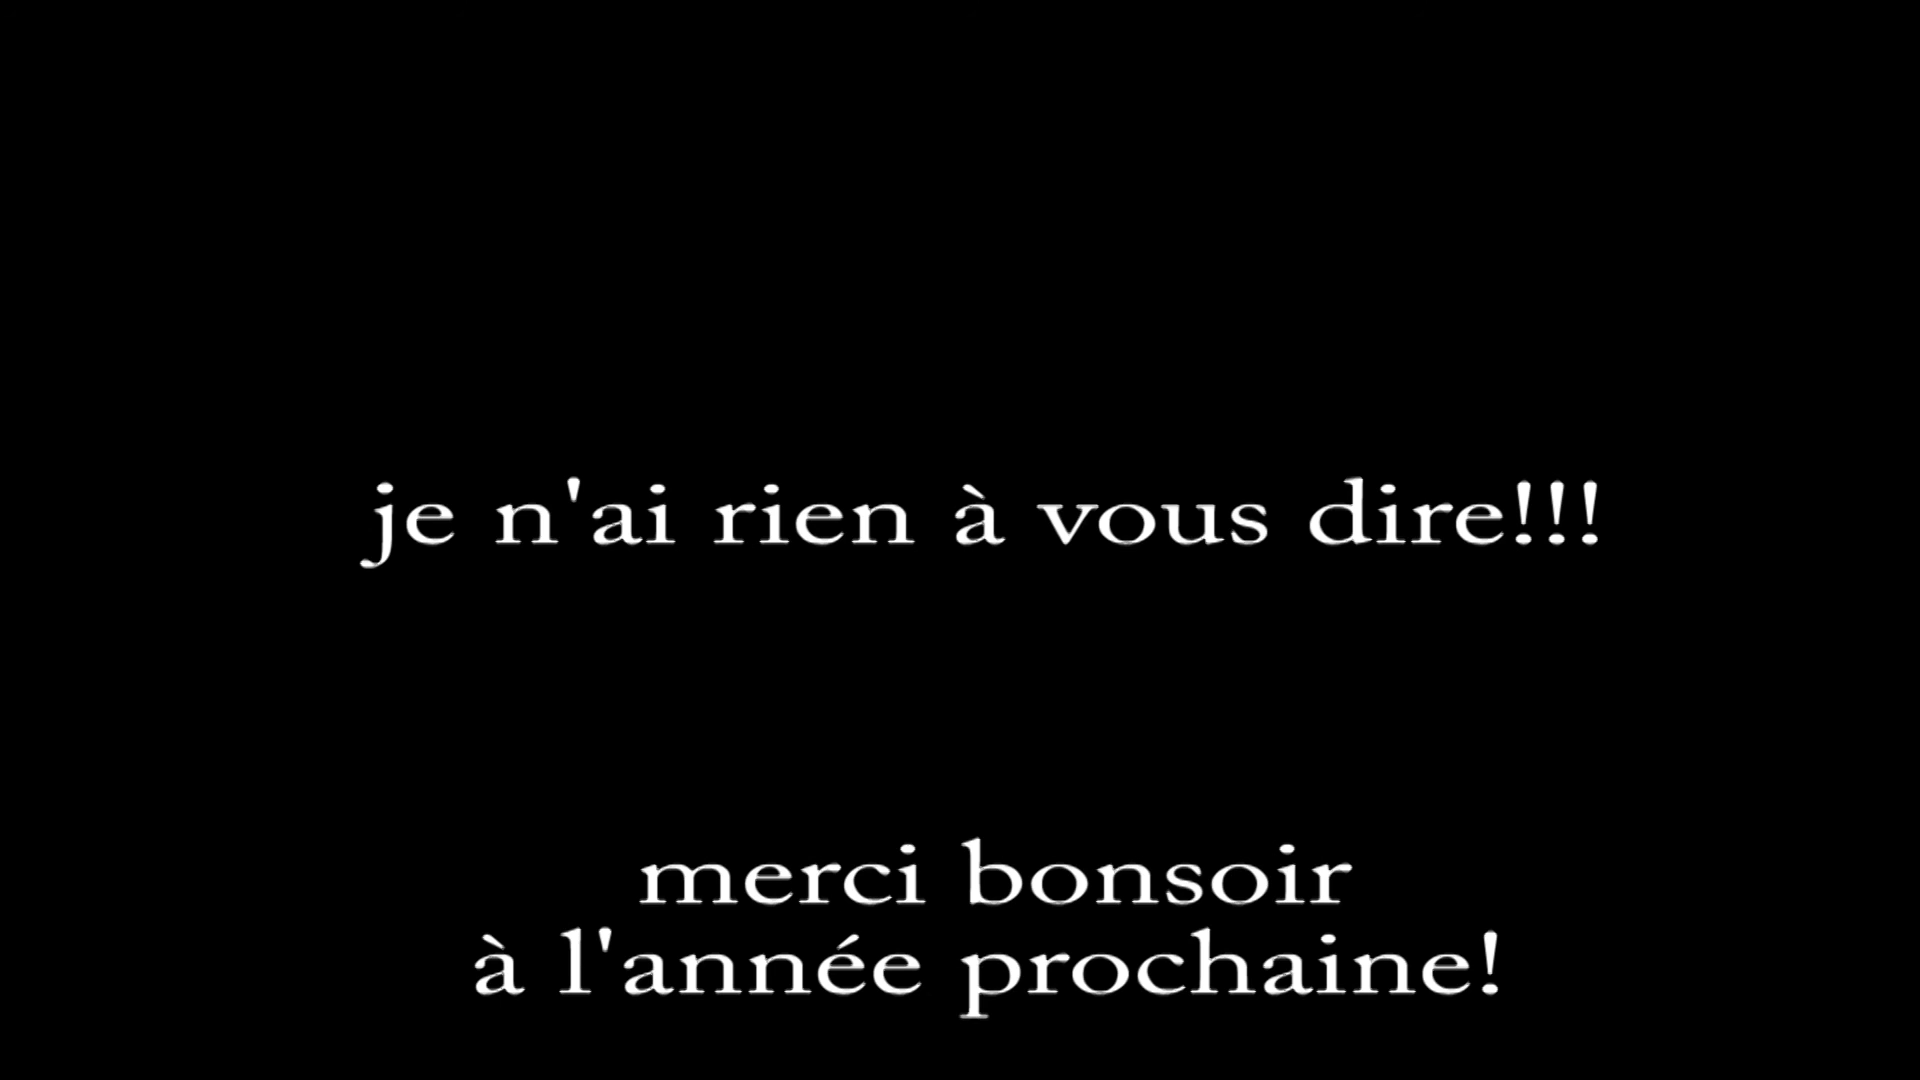 je n'ai rien à vous dire!!!
merci bonsoir
à l'année prochaine!